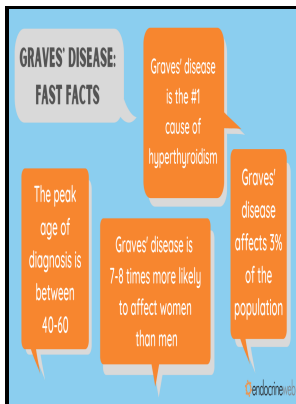 GRAVES' DISEASE:
FAST FACTS
Graves' disease
is the #1
cause of
hyperthyroidism
The peak
age of
diagnosis is
between
40-60
Graves' disease is
7-8 times more likely
to affect women
than men
Graves'
disease
affects 3%
of the
population
endocrineweb